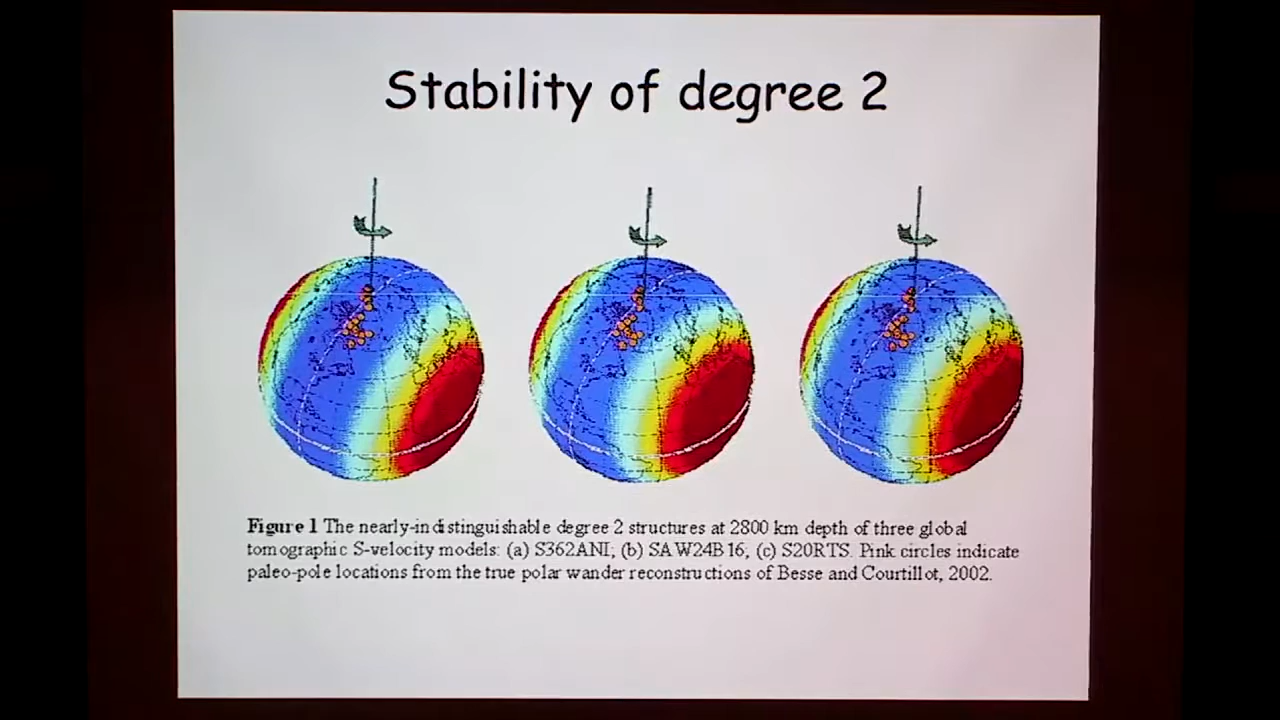 Stability of degree 2
Figure 1 The nearly-indistinguishable degree 2 structures at 2800 km depth of three global
tomographic S-velocity models: (a) S362ANI; (b) SAW24B16; (c) S20RTS. Pink circles indicate
paleo-pole locations from the true polar wander reconstructions of Besse and Courtillot, 2002.